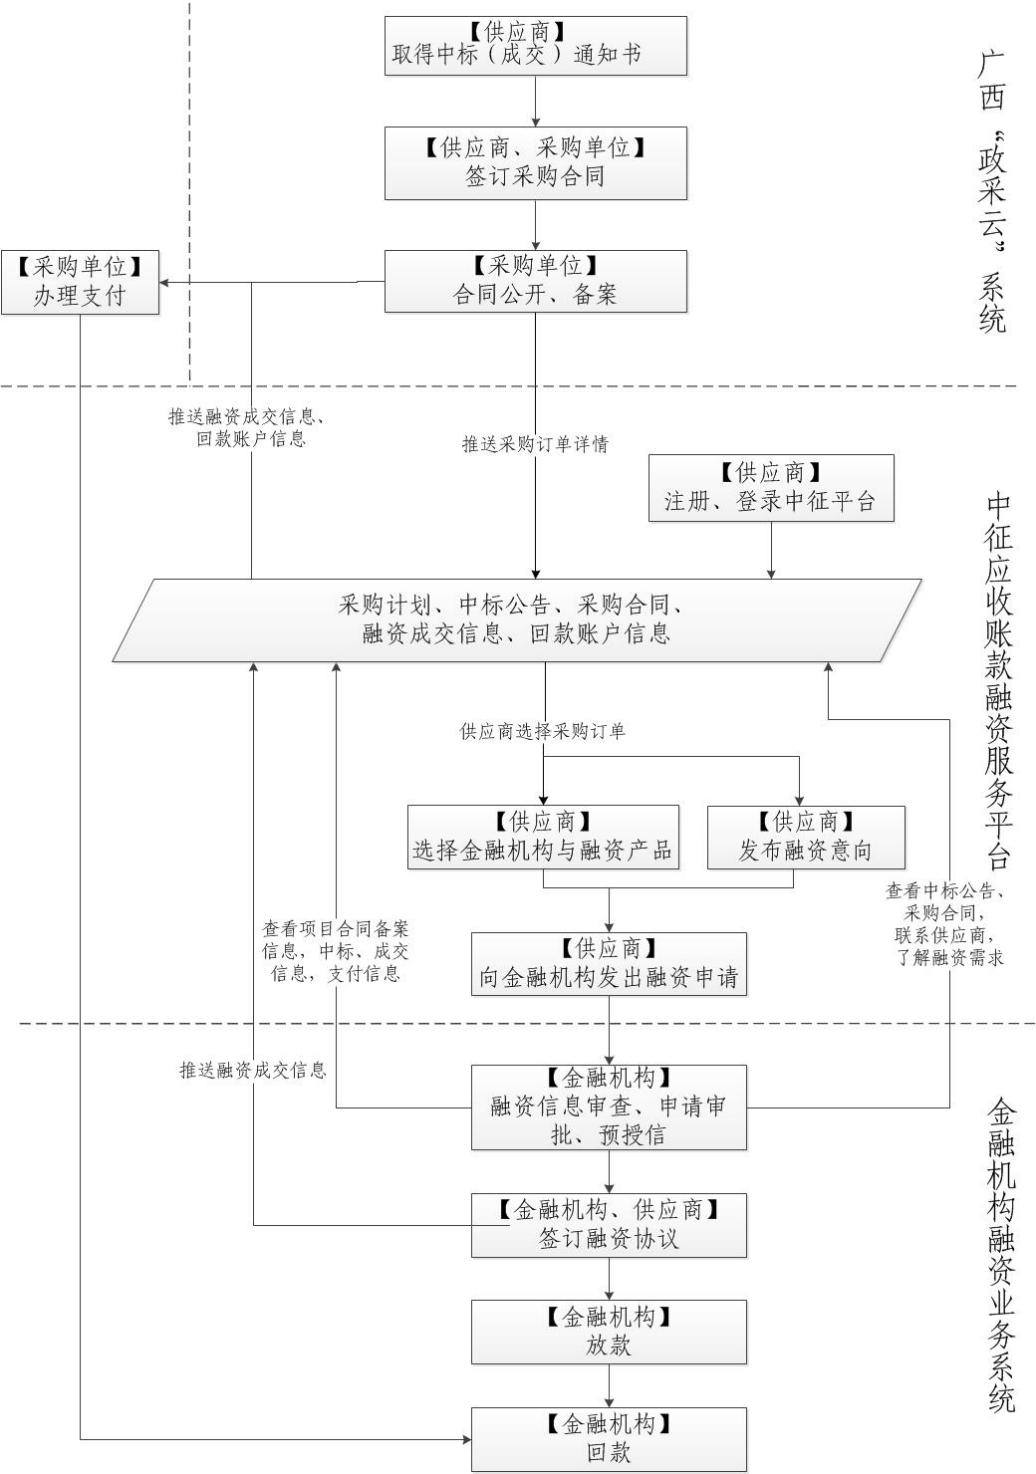 【供应商】
取得中标（成交）通知书
【供应商、采购单位】
签订采购合同
【采购单位】
办理支付
【采购单位】
合同公开、备案
广西“政采云”系统
推送融资成交信息、
回款账户信息
推送采购订单详情
【供应商】
注册、登录中征平台
采购计划、中标公告、采购合同、
融资成交信息、回款账户信息
中征应收账款融资服务平台
供应商选择采购订单
【供应商】
选择金融机构与融资产品
【供应商】
发布融资意向
查看中标公告、
采购合同，
联系供应商，
了解融资需求
查看项目合同备案
信息，中标、成交
信息，支付信息
【供应商】
向金融机构发出融资申请
推送融资成交信息
【金融机构】
融资信息审查、申请审
批、预授信
金融机构融资业务系统
【金融机构、供应商】
签订融资协议
【金融机构】
放款
【金融机构】
回款